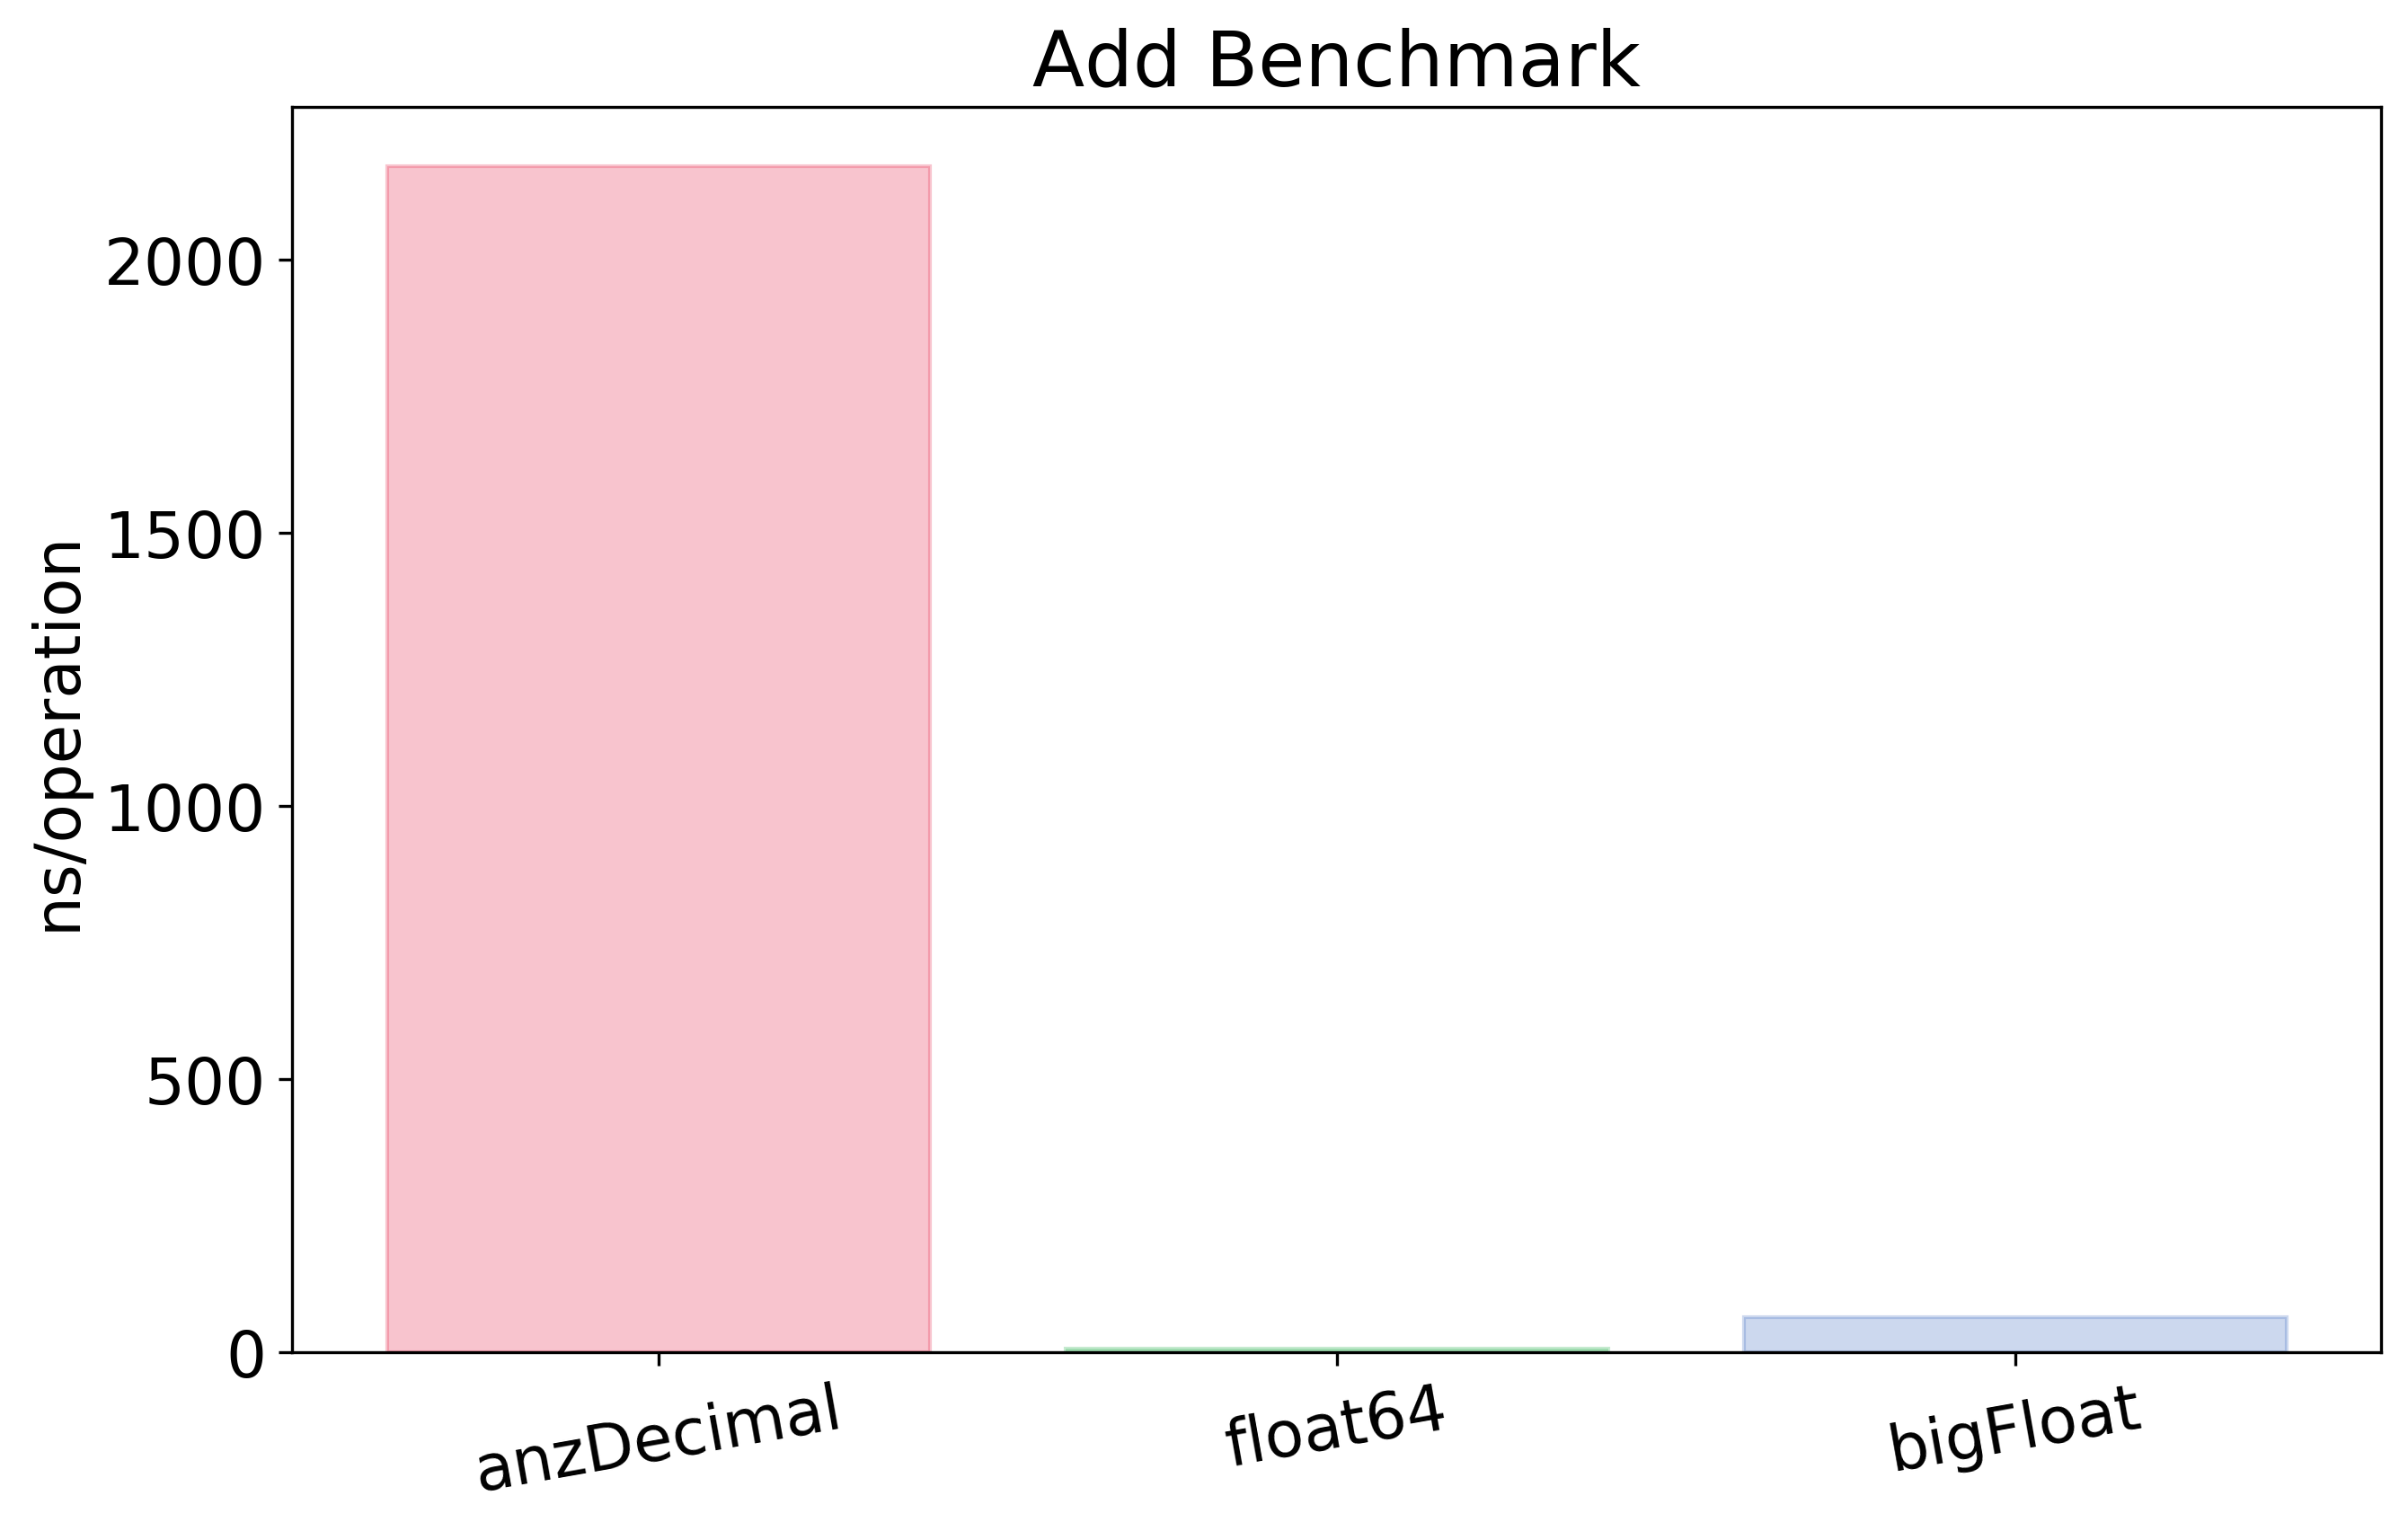 Add Benchmark
ns/operation
2000
1500
1000
500
0
anzDecimal
float64
bigFloat